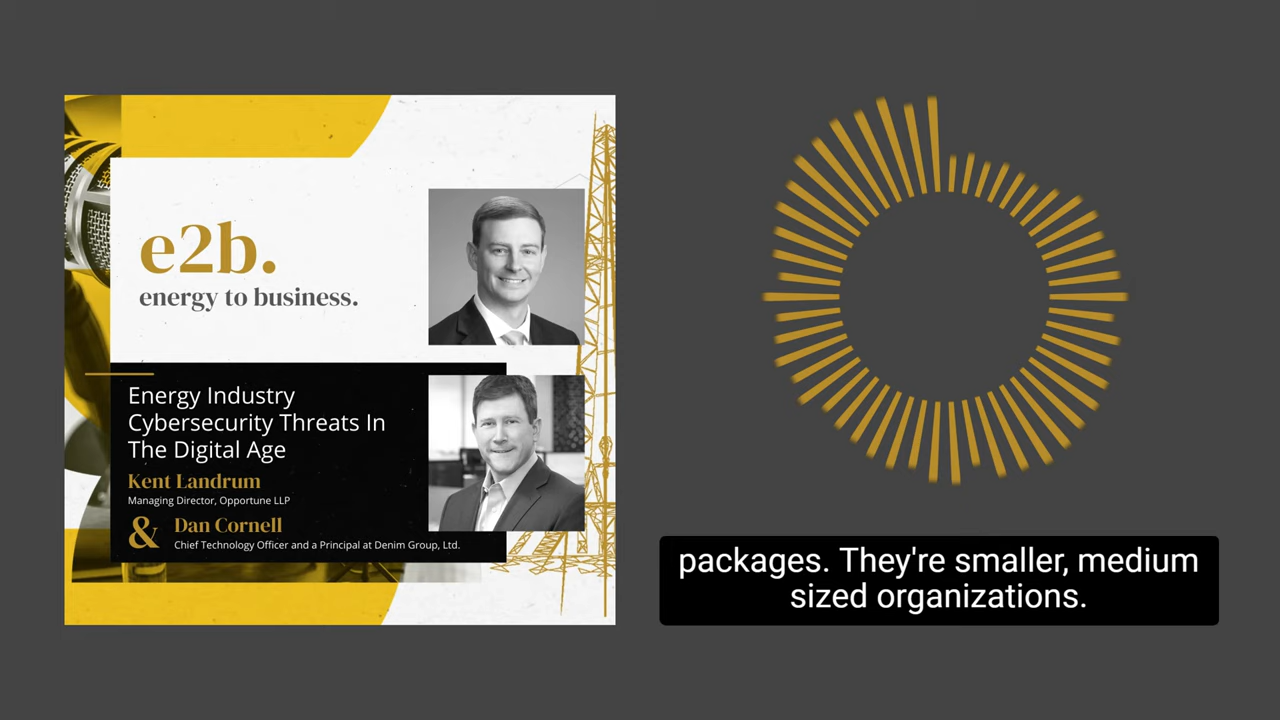 e2b.
energy to business.
Energy Industry
Cybersecurity Threats In
The Digital Age
Kent Landrum
Managing Director, Opportune LLP
& Dan Cornell
Chief Technology Officer and a Principal at Denim Group, Ltd.
packages. They're smaller, medium
sized organizations.